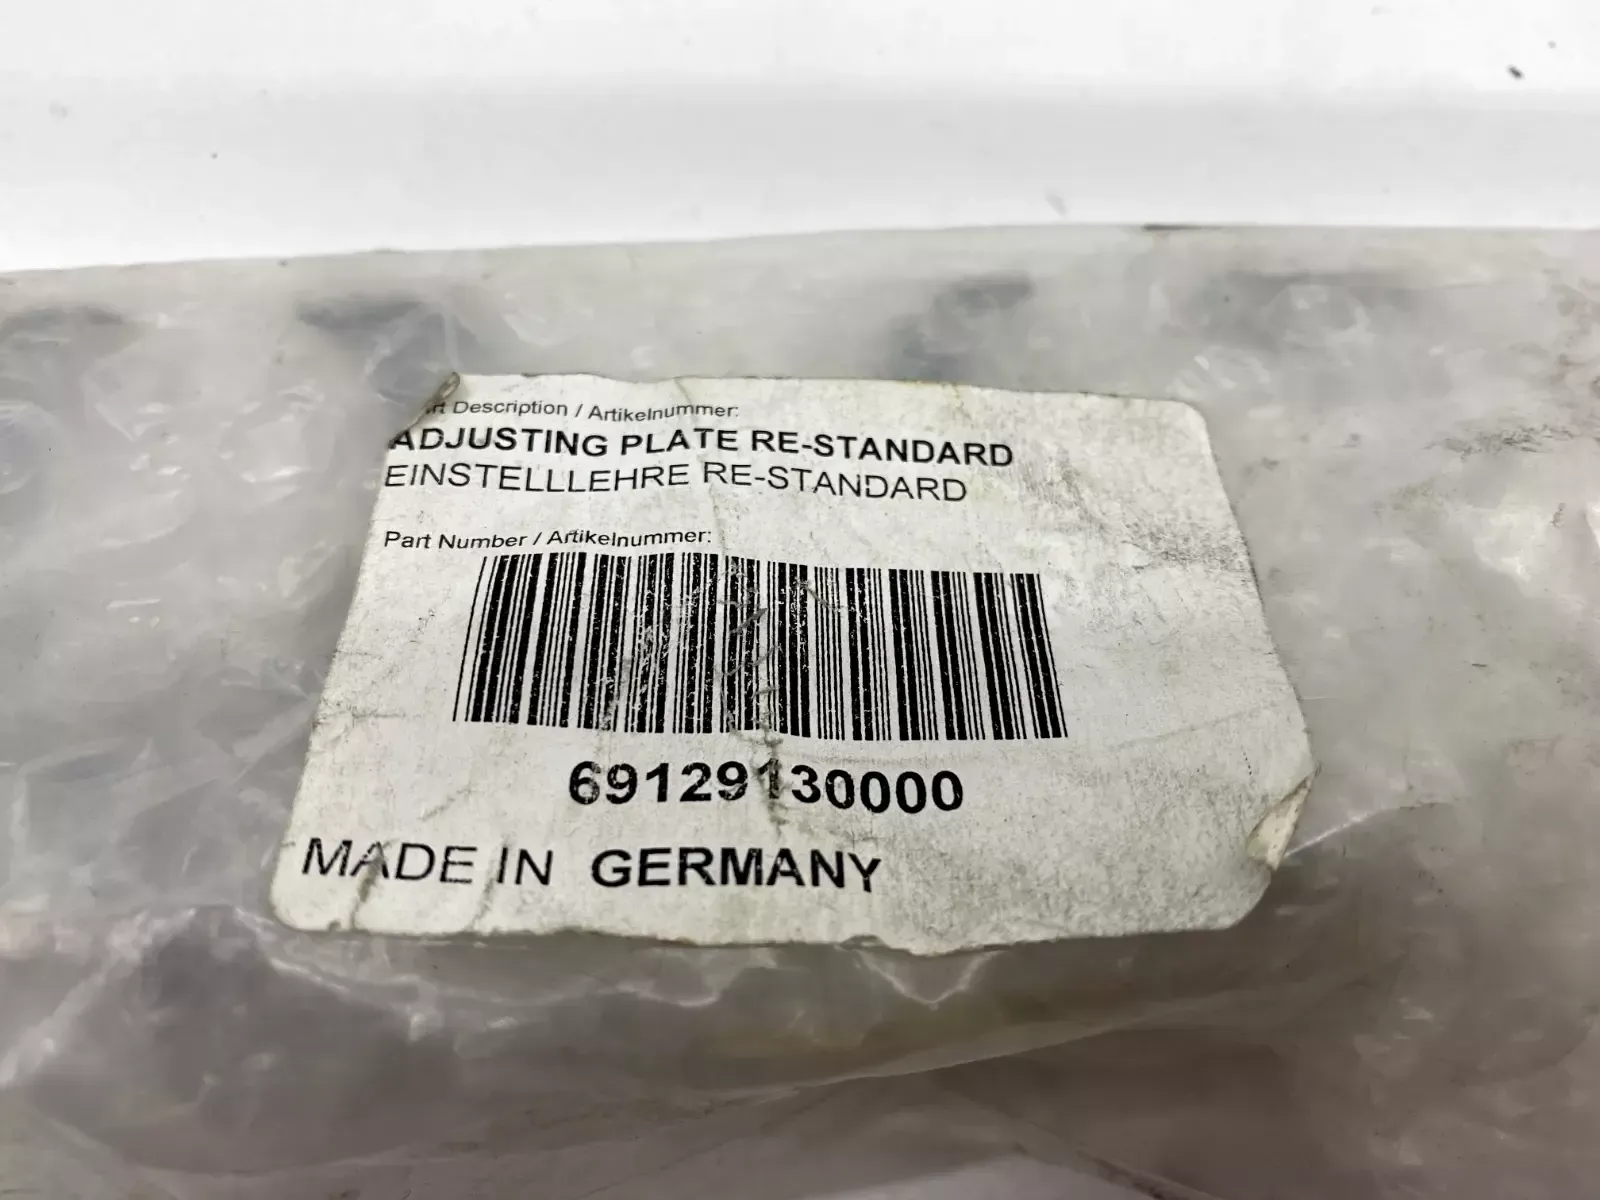 Description / Artikelnummer:
ADJUSTING PLATE RE-STANDARD
EINSTELLLEHRE RE-STANDARD
Part Number / Artikelnummer:
69129130000
MADE IN GERMANY